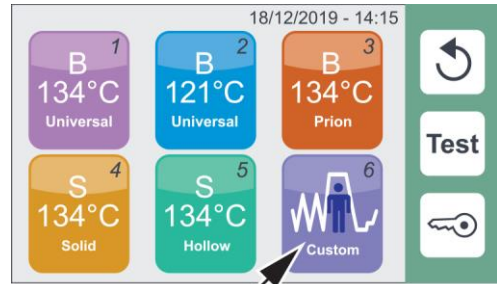 18/12/2019 - 14:15
1
B
134°C
Universal
2
B
121°C
Universal
3
B
134°C
Prion
Test
4
S
134°C
Solid
5
S
134°C
Hollow
6
Custom